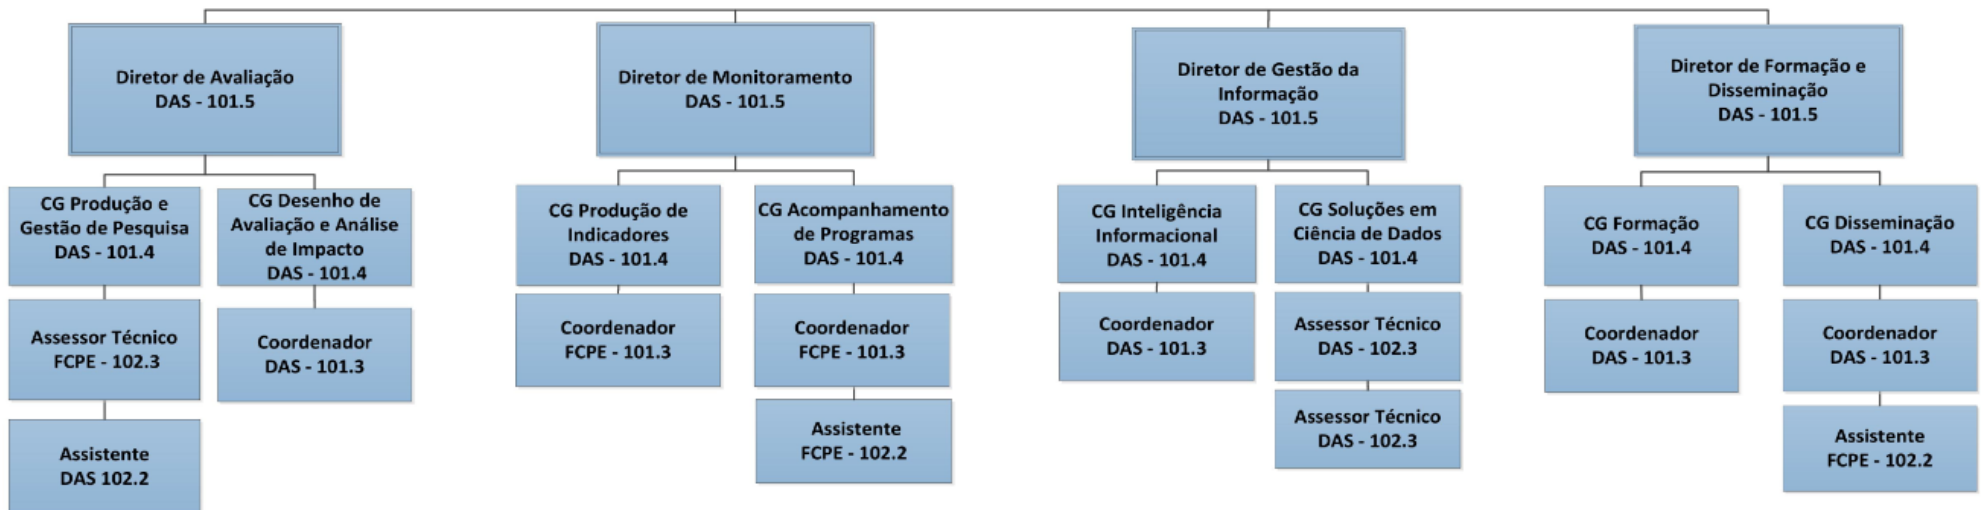 Diretor de Avaliação
DAS - 101.5
Diretor de Monitoramento
DAS - 101.5
Diretor de Gestão da
Informação
DAS - 101.5
Diretor de Formação e
Disseminação
DAS - 101.5
CG Produção e
Gestão de Pesquisa
DAS - 101.4
CG Desenho de
Avaliação e Análise
de Impacto
DAS - 101.4
CG Produção de
Indicadores
DAS - 101.4
CG Acompanhamento
de Programas
DAS - 101.4
CG Inteligência
Informacional
DAS - 101.4
CG Soluções em
Ciência de Dados
DAS - 101.4
CG Formação
DAS - 101.4
CG Disseminação
DAS - 101.4
Assessor Técnico
FCPE - 102.3
Coordenador
DAS - 101.3
Coordenador
FCPE - 101.3
Coordenador
FCPE - 101.3
Coordenador
DAS - 101.3
Assessor Técnico
DAS - 102.3
Coordenador
DAS - 101.3
Coordenador
DAS - 101.3
Assistente
DAS 102.2
Assistente
FCPE - 102.2
Assessor Técnico
DAS - 102.3
Assistente
FCPE - 102.2